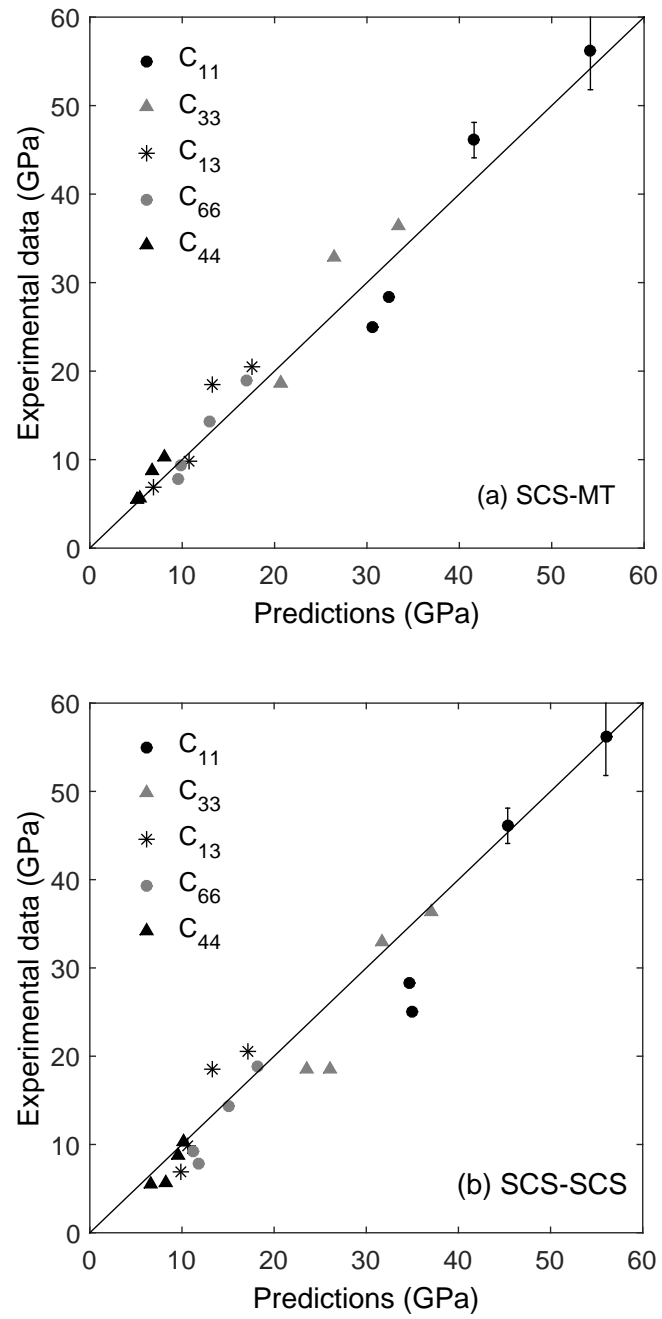 60
50
40
30
20
10
0
Experimental data (GPa)
C11
C33
C13
C66
C44
(a) SCS-MT
0 10 20 30 40 50 60
Predictions (GPa)
60
50
40
30
20
10
0
Experimental data (GPa)
C11
C33
C13
C66
C44
(b) SCS-SCS
0 10 20 30 40 50 60
Predictions (GPa)